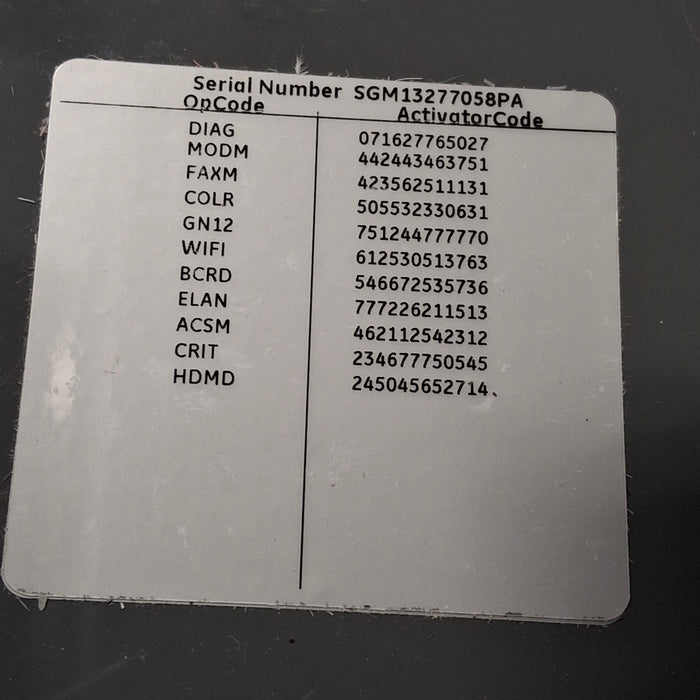 Serial Number SGM13277058PA
OpCode ActivatorCode
DIAG 071627765027
MODM 442443463751
FAXM 423562511131
COLR 505532330631
GN12 751244777770
WIFI 612530513763
BCRD 546672535736
ELAN 777226211513
ACSM 462112542312
CRIT 234677750545
HDMD 245045652714